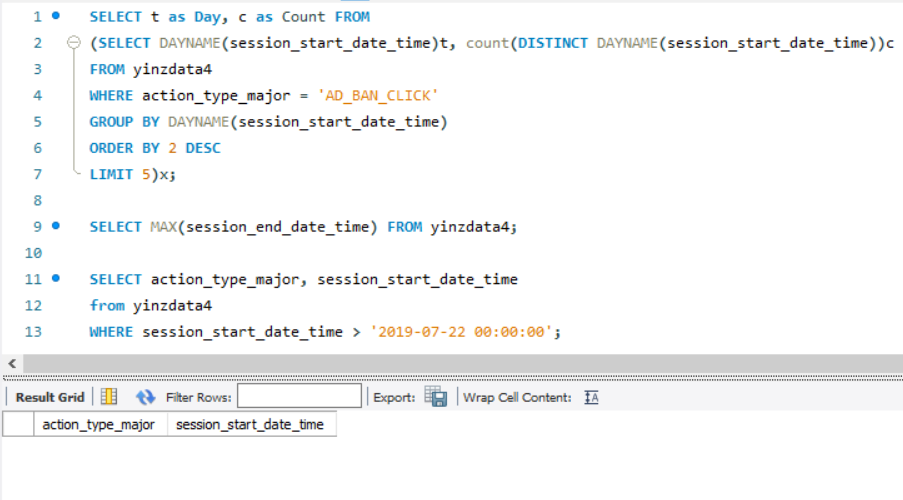 1 SELECT t as Day, c as Count FROM
2 (SELECT DAYNAME(session_start_date_time)t, count(DISTINCT DAYNAME(session_start_date_time))c
3 FROM yinzdata4
4 WHERE action_type_major = 'AD_BAN_CLICK'
5 GROUP BY DAYNAME(session_start_date_time)
6 ORDER BY 2 DESC
7 LIMIT 5)x;
8
9 SELECT MAX(session_end_date_time) FROM yinzdata4;
10
11 SELECT action_type_major, session_start_date_time
12 from yinzdata4
13 WHERE session_start_date_time > '2019-07-22 00:00:00';
Result Grid Filter Rows: Export: Wrap Cell Content: IA
action_type_major session_start_date_time